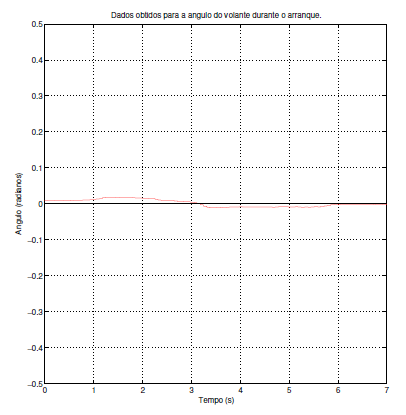 Dados obtidos para a angulo do volante durante o arranque.
0.5
0.4
0.3
0.2
0.1
0
−0.1
−0.2
−0.3
−0.4
−0.5
Angulo (radianos)
0 1 2 3 4 5 6 7
Tempo (s)